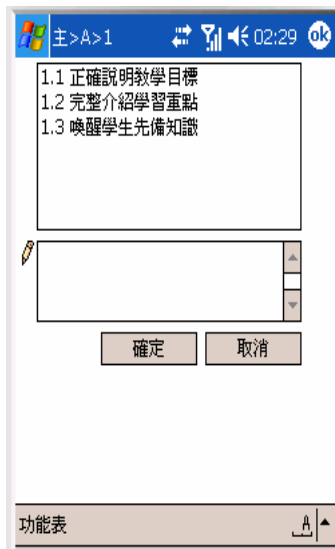 主>A>1 02:29 ok
1.1 正確說明教學目標
1.2 完整介紹學習重點
1.3 喚醒學生先備知識
確定 取消
功能表 A